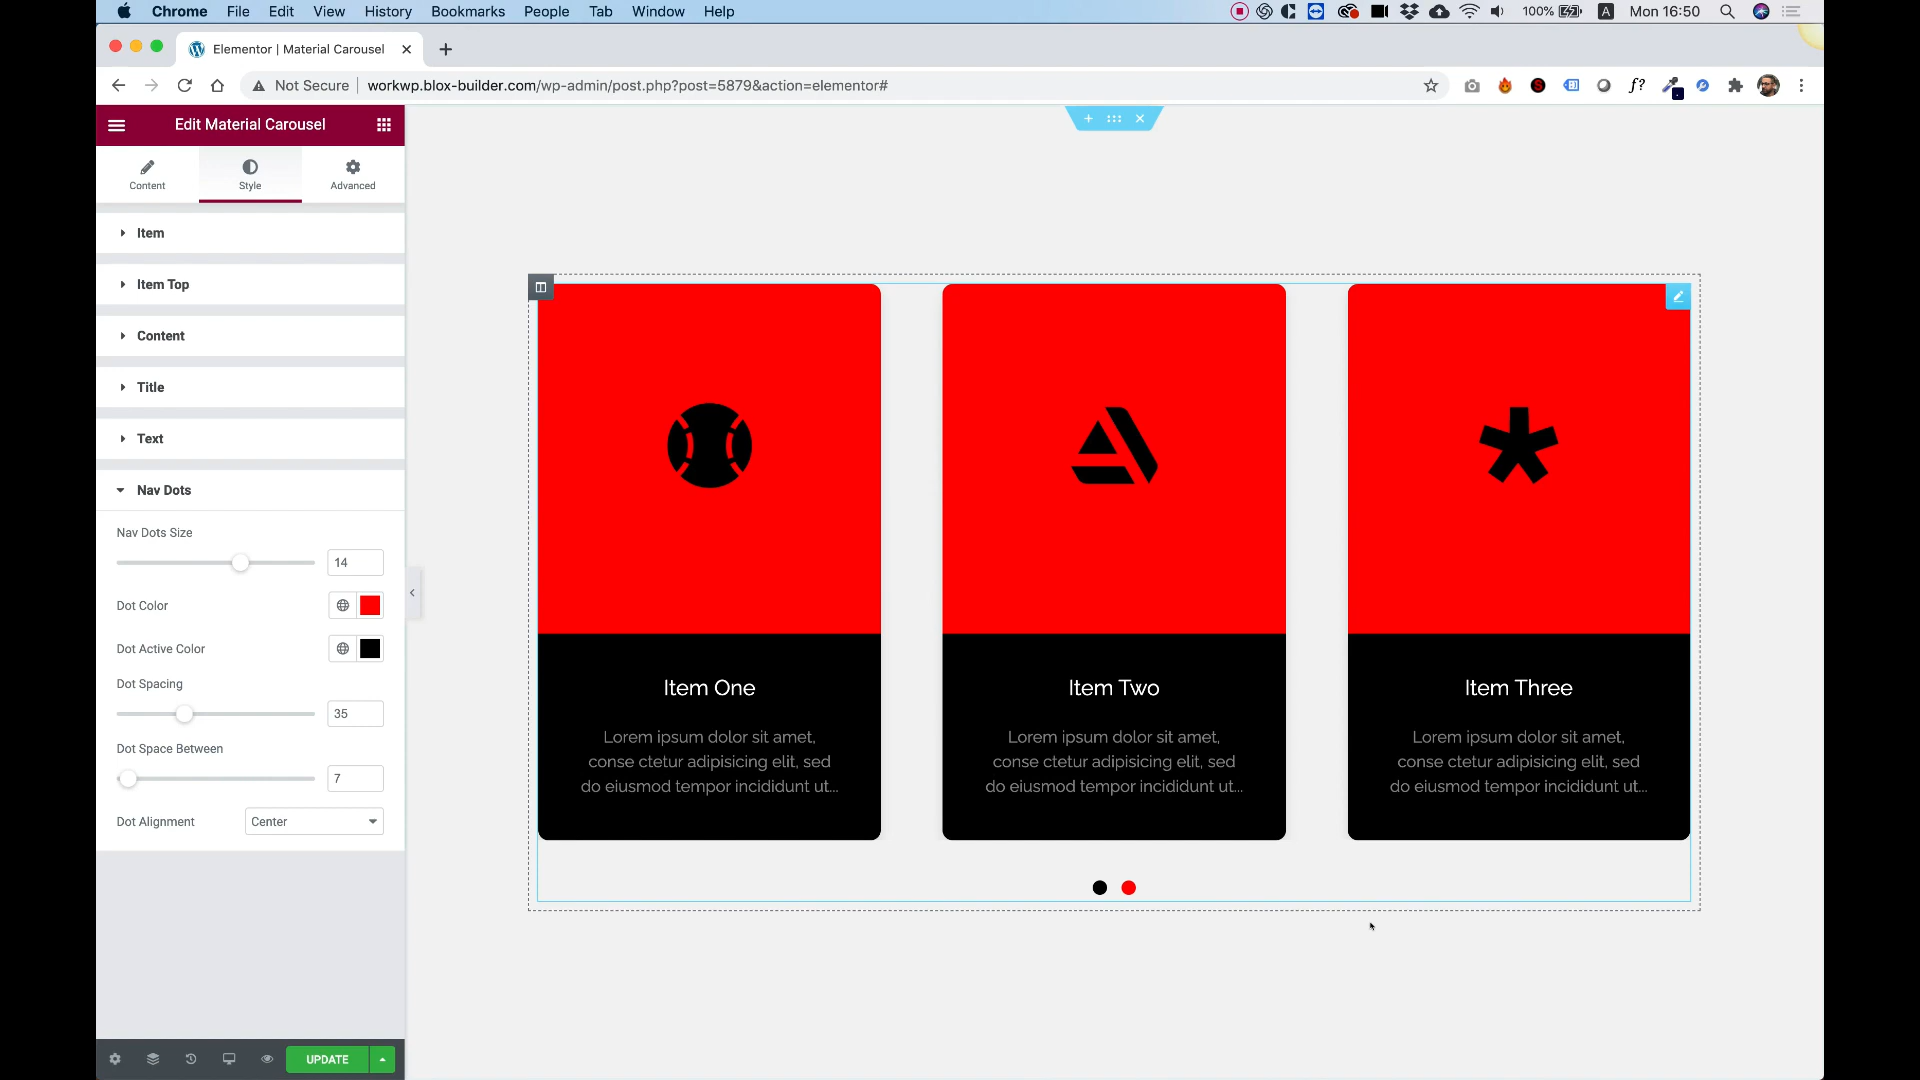 Chrome File Edit View History Bookmarks People Tab Window Help
100% A Mon 16:50
Elementor | Material Carousel
Not Secure workwp.blox-builder.com/wp-admin/post.php?post=5879&action=elementor#
f?
Edit Material Carousel
Content Style Advanced
Item
Item Top
Content
Title
Text
Nav Dots
Nav Dots Size
14
Dot Color
Dot Active Color
Dot Spacing
35
Dot Space Between
7
Dot Alignment Center
UPDATE
Item One
Lorem ipsum dolor sit amet,
conse ctetur adipisicing elit, sed
do eiusmod tempor incididunt ut...
Item Two
Lorem ipsum dolor sit amet,
conse ctetur adipisicing elit, sed
do eiusmod tempor incididunt ut...
Item Three
Lorem ipsum dolor sit amet,
conse ctetur adipisicing elit, sed
do eiusmod tempor incididunt ut...